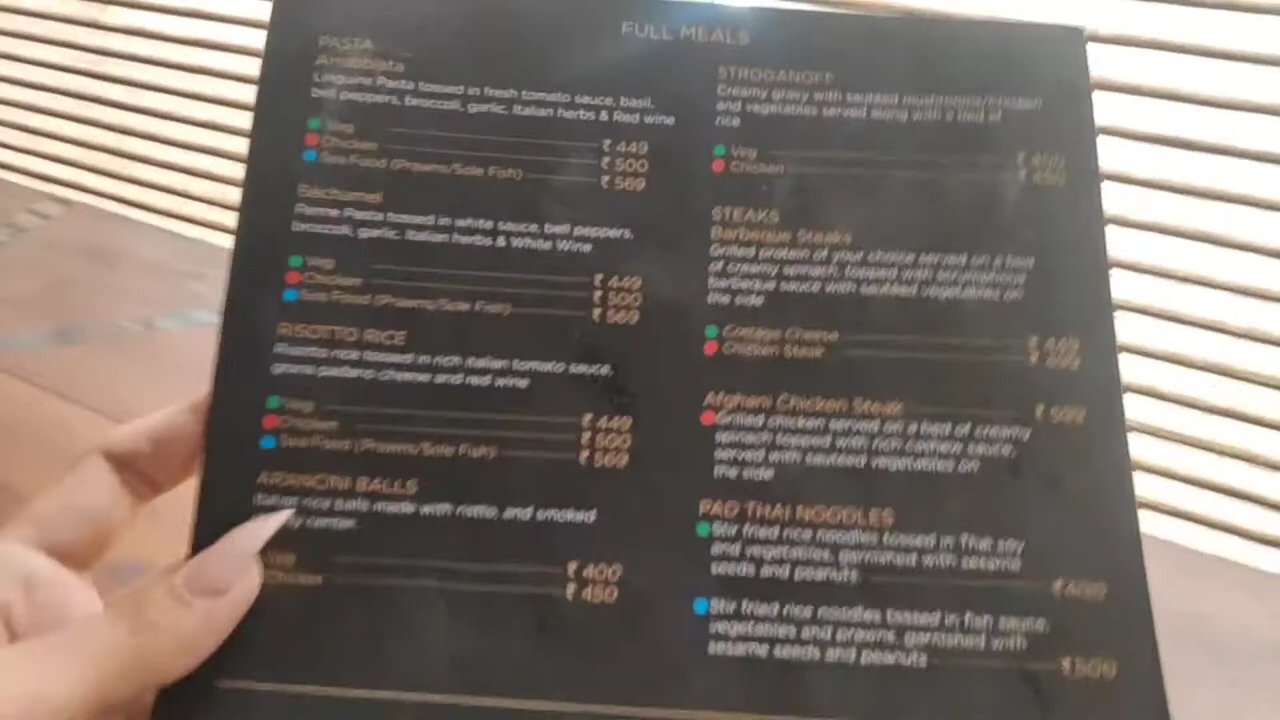 FULL MEALS
PASTA
Arrabbiata
Linguine Pasta tossed in fresh tomato sauce, basil,
bell peppers, broccoli, garlic, Italian herbs & Red wine
Veg ₹ 449
Chicken ₹ 500
Sea Food (Prawns/Sole Fish) ₹ 569
Bechamel
Penne Pasta tossed in white sauce, bell peppers,
broccoli, garlic, Italian herbs & White Wine
Veg ₹ 449
Chicken ₹ 500
Sea Food (Prawns/Sole Fish) ₹ 569
RISOTTO RICE
Risotto rice tossed in rich Italian tomato sauce,
grana padano cheese and red wine
Veg ₹ 449
Chicken ₹ 500
Sea Food (Prawns/Sole Fish) ₹ 569
BALLS
Italian rice balls made with and smoked
center
Veg ₹ 400
Chicken ₹ 450
STROGANOFF
Creamy gravy with sautéed mushrooms/chicken
and vegetables served along with a bed of
rice
Veg
Chicken
STEAKS
Barbeque Steaks
Grilled protein of your choice served on a bed
of creamy spinach, topped with scrumptious
barbeque sauce with sautéed vegetables on
the side
Cottage Cheese ₹ 449
Chicken Steak
Afghani Chicken Steak ₹ 599
Grilled chicken served on a bed of creamy
spinach topped with rich cashew sauce,
served with sautéed vegetables on
the side
PAD THAI NOODLES
Stir fried rice noodles tossed in Thai soy
and vegetables, garnished with sesame
seeds and peanuts
Stir fried rice noodles tossed in fish sauce,
vegetables and prawns, garnished with
sesame seeds and peanuts ₹500